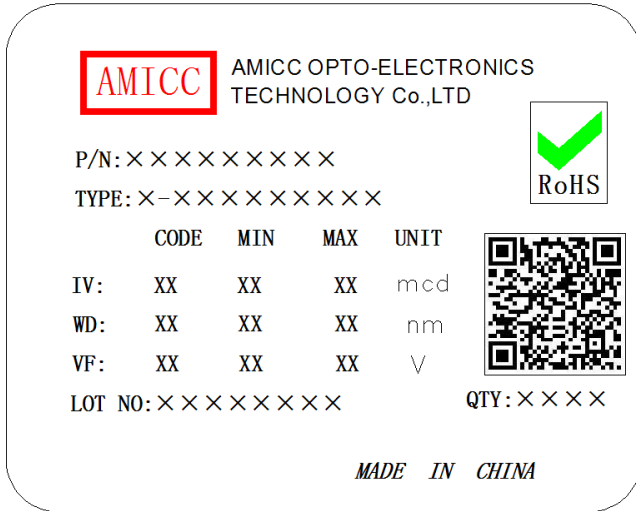 AMICC
AMICC OPTO-ELECTRONICS
TECHNOLOGY Co.,LTD
RoHS
P/N:×××××××××
TYPE:×-×××××××××
CODE MIN MAX UNIT
IV: XX XX XX mcd
WD: XX XX XX nm
VF: XX XX XX V
LOT NO:××××××××
QTY:××××
MADE IN CHINA